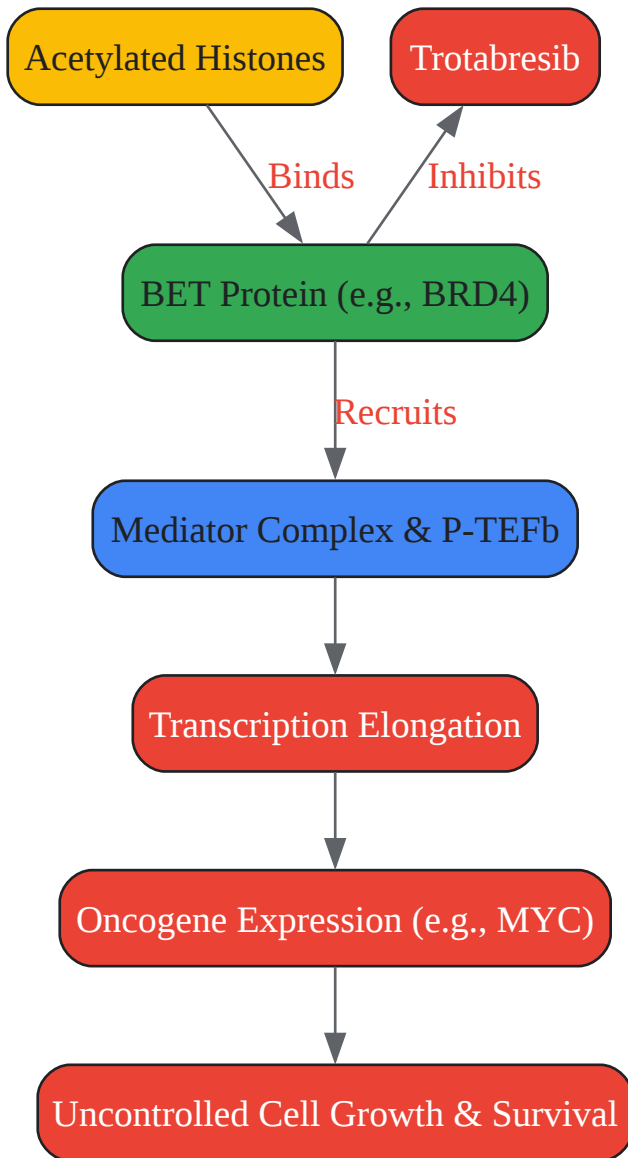 Acetylated Histones
Trotabresib
Binds
Inhibits
BET Protein (e.g., BRD4)
Recruits
Mediator Complex & P-TEFb
Transcription Elongation
Oncogene Expression (e.g., MYC)
Uncontrolled Cell Growth & Survival